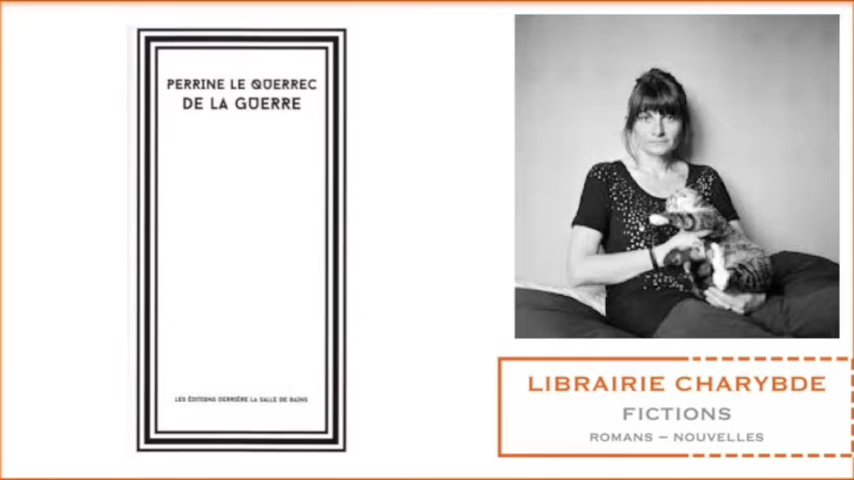 PERRINE LE QUERREC
DE LA GUERRE
LES ÉDITIONS DERRIÈRE LA SALLE DE BAINS
LIBRAIRIE CHARYBDE
FICTIONS
ROMANS – NOUVELLES